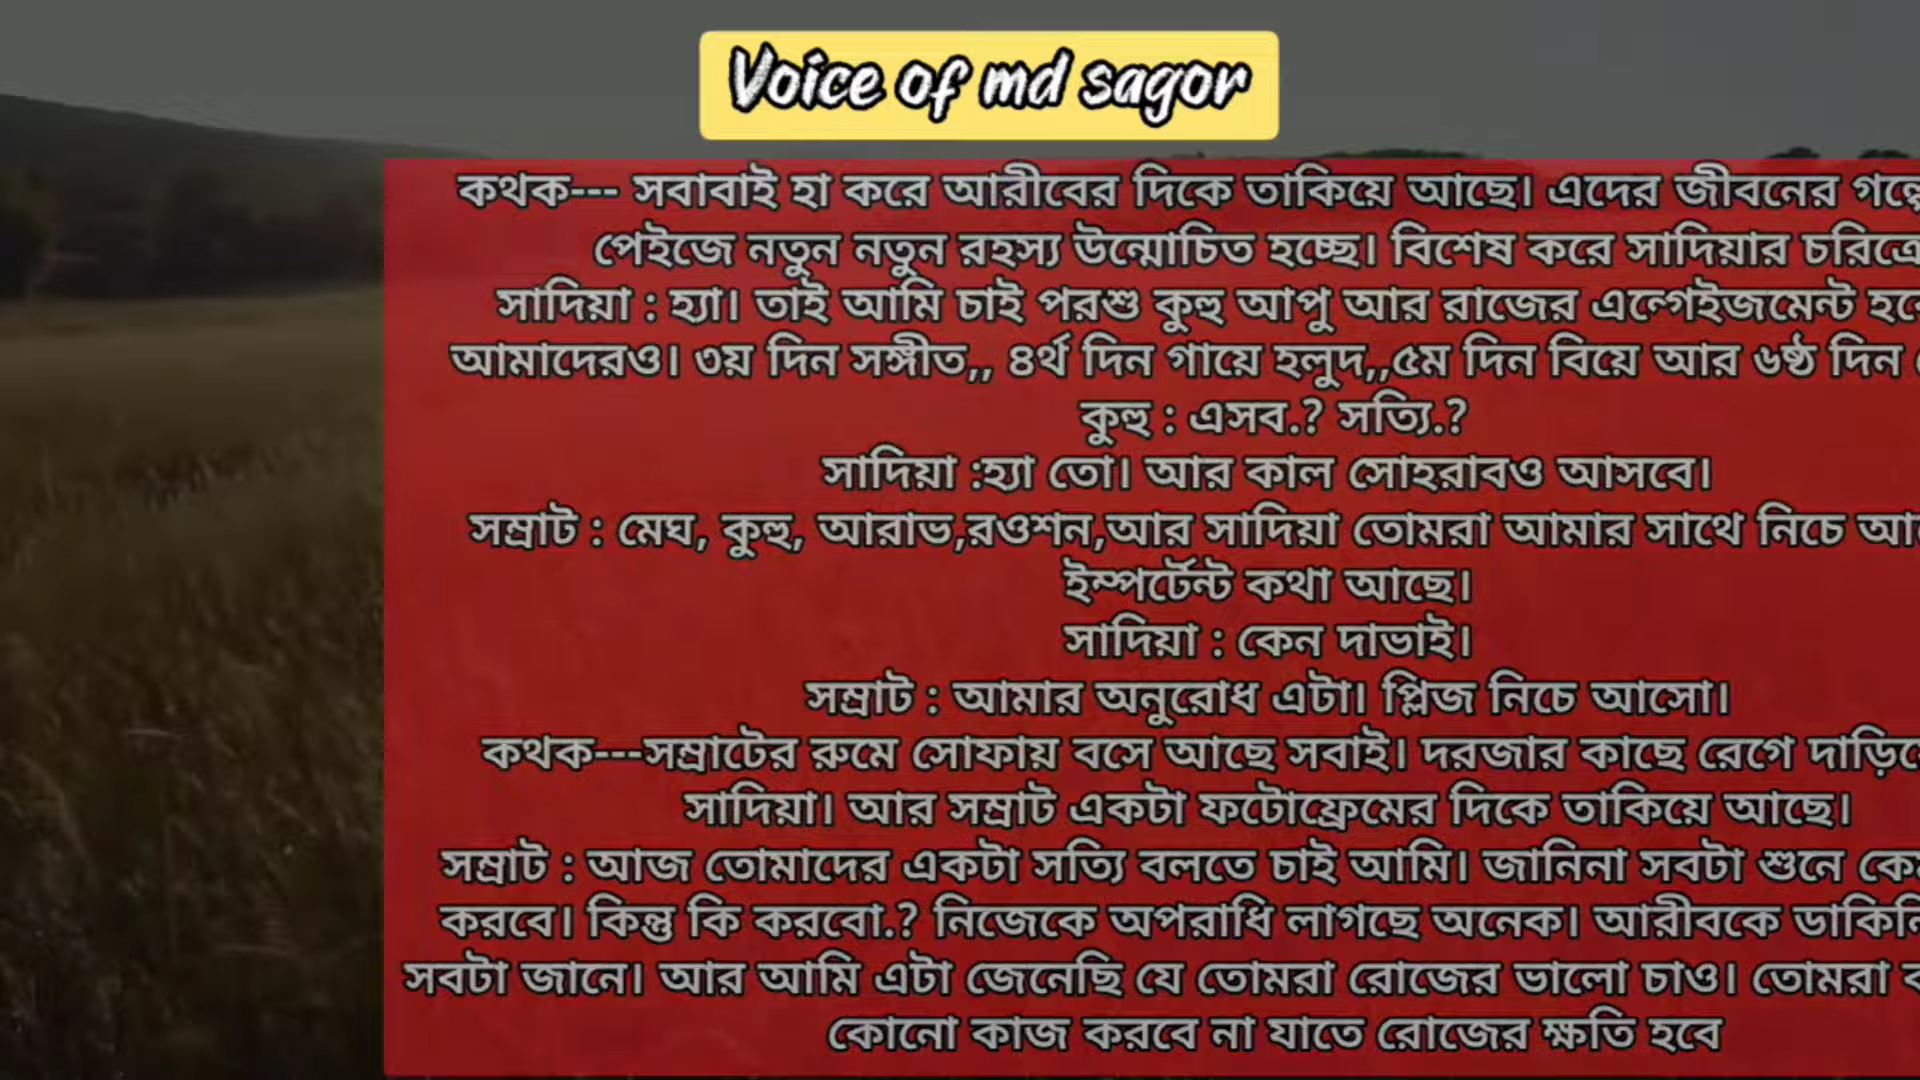 Voice of md sagor
কথক--- সবাবাই হা করে আরীবের দিকে তাকিয়ে আছে। এদের জীবনের
পেইজে নতুন নতুন রহস্য উন্মোচিত হচ্ছে। বিশেষ করে সাদিয়ার
সাদিয়া : হ্যা। তাই আমি চাই পরশু কুহু আপু আর রাজের এন্গেইজমেন্ট
আমাদেরও। ৩য় দিন সঙ্গীত,, ৪র্থ দিন গায়ে হলুদ,,৫ম দিন বিয়ে আর ৬ষ্ঠ দিন
কুহু : এসব.? সত্যি.?
সাদিয়া :হ্যা তো। আর কাল সোহরাবও আসবে।
সম্রাট : মেঘ, কুহু, আরাভ,রওশন,আর সাদিয়া তোমরা আমার সাথে নিচে
ইম্পর্টেন্ট কথা আছে।
সাদিয়া : কেন দাভাই।
সম্রাট : আমার অনুরোধ এটা। প্লিজ নিচে আসো।
কথক---সম্রাটের রুমে সোফায় বসে আছে সবাই। দরজার কাছে রেগে
সাদিয়া। আর সম্রাট একটা ফটোফ্রেমের দিকে তাকিয়ে আছে।
সম্রাট : আজ তোমাদের একটা সত্যি বলতে চাই আমি। জানিনা সবটা শুনে
করবে। কিন্তু কি করবো.? নিজেকে অপরাধি লাগছে অনেক। আরীবকে
সবটা জানে। আর আমি এটা জেনেছি যে তোমরা রোজের ভালো চাও। তোমরা
কোনো কাজ করবে না যাতে রোজের ক্ষতি হবে